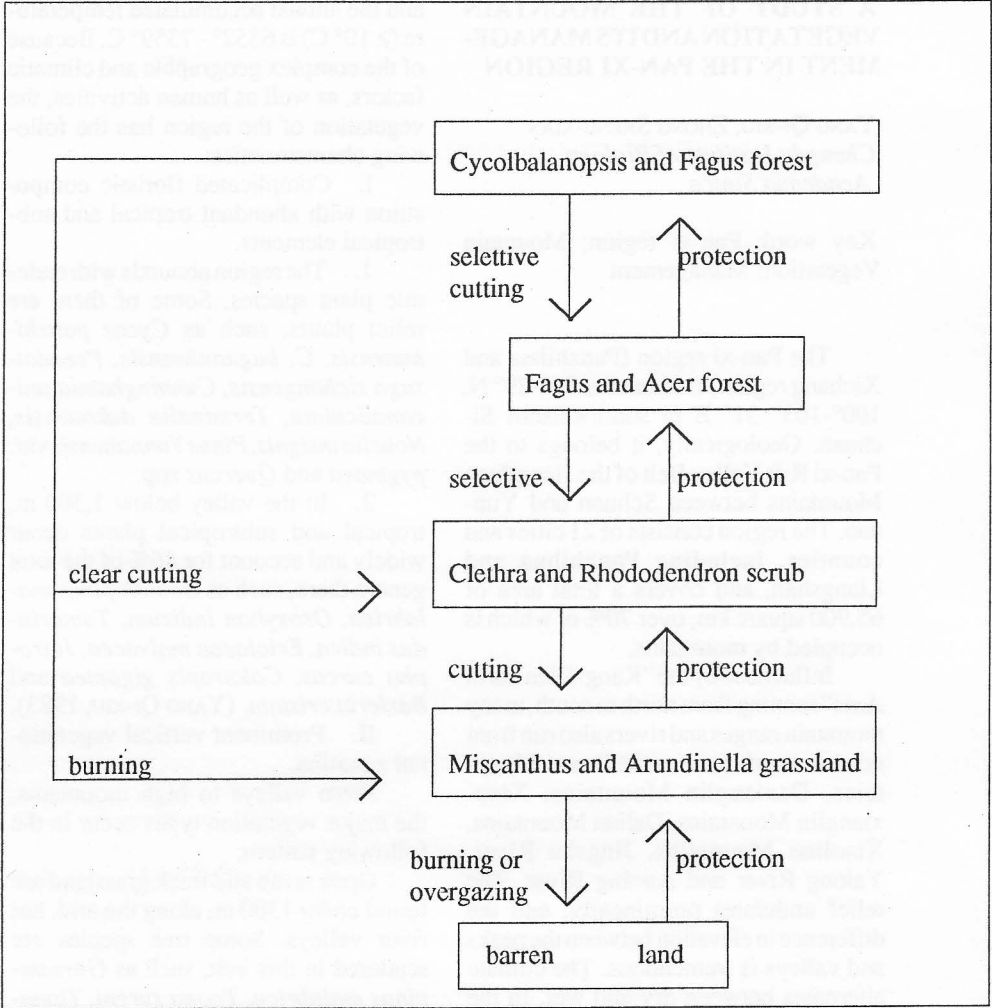 Cycolbalanopsis and Fagus forest
selettive
cutting
protection
Fagus and Acer forest
selective
protection
clear cutting
Clethra and Rhododendron scrub
cutting
protection
burning
Miscanthus and Arundinella grassland
burning or
overgazing
protection
barren land